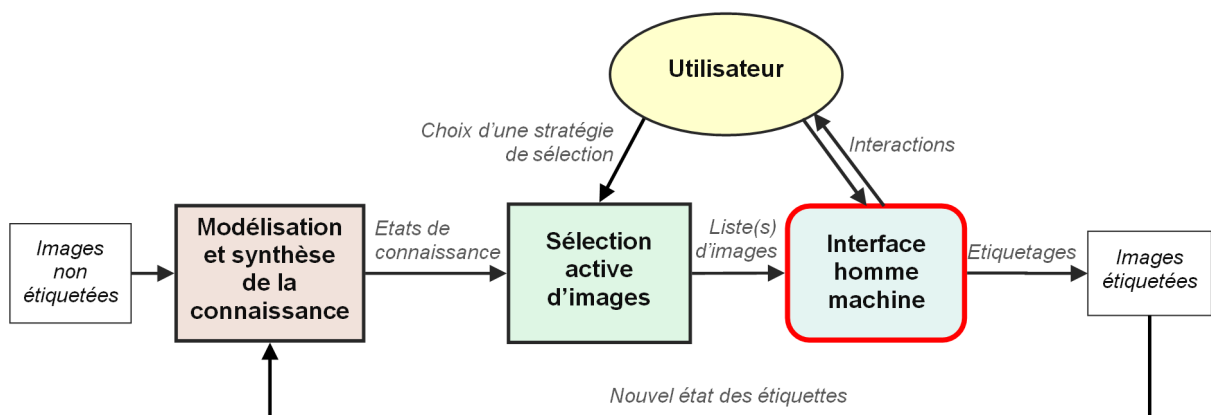 Utilisateur
Choix d'une stratégie
de sélection
Interactions
Images
non
étiquetées
Modélisation
et synthèse
de la
connaissance
Etats de
connaissance
Sélection
active
d'images
Liste(s)
d'images
Interface
homme
machine
Etiquetages
Images
étiquetées
Nouvel état des étiquettes